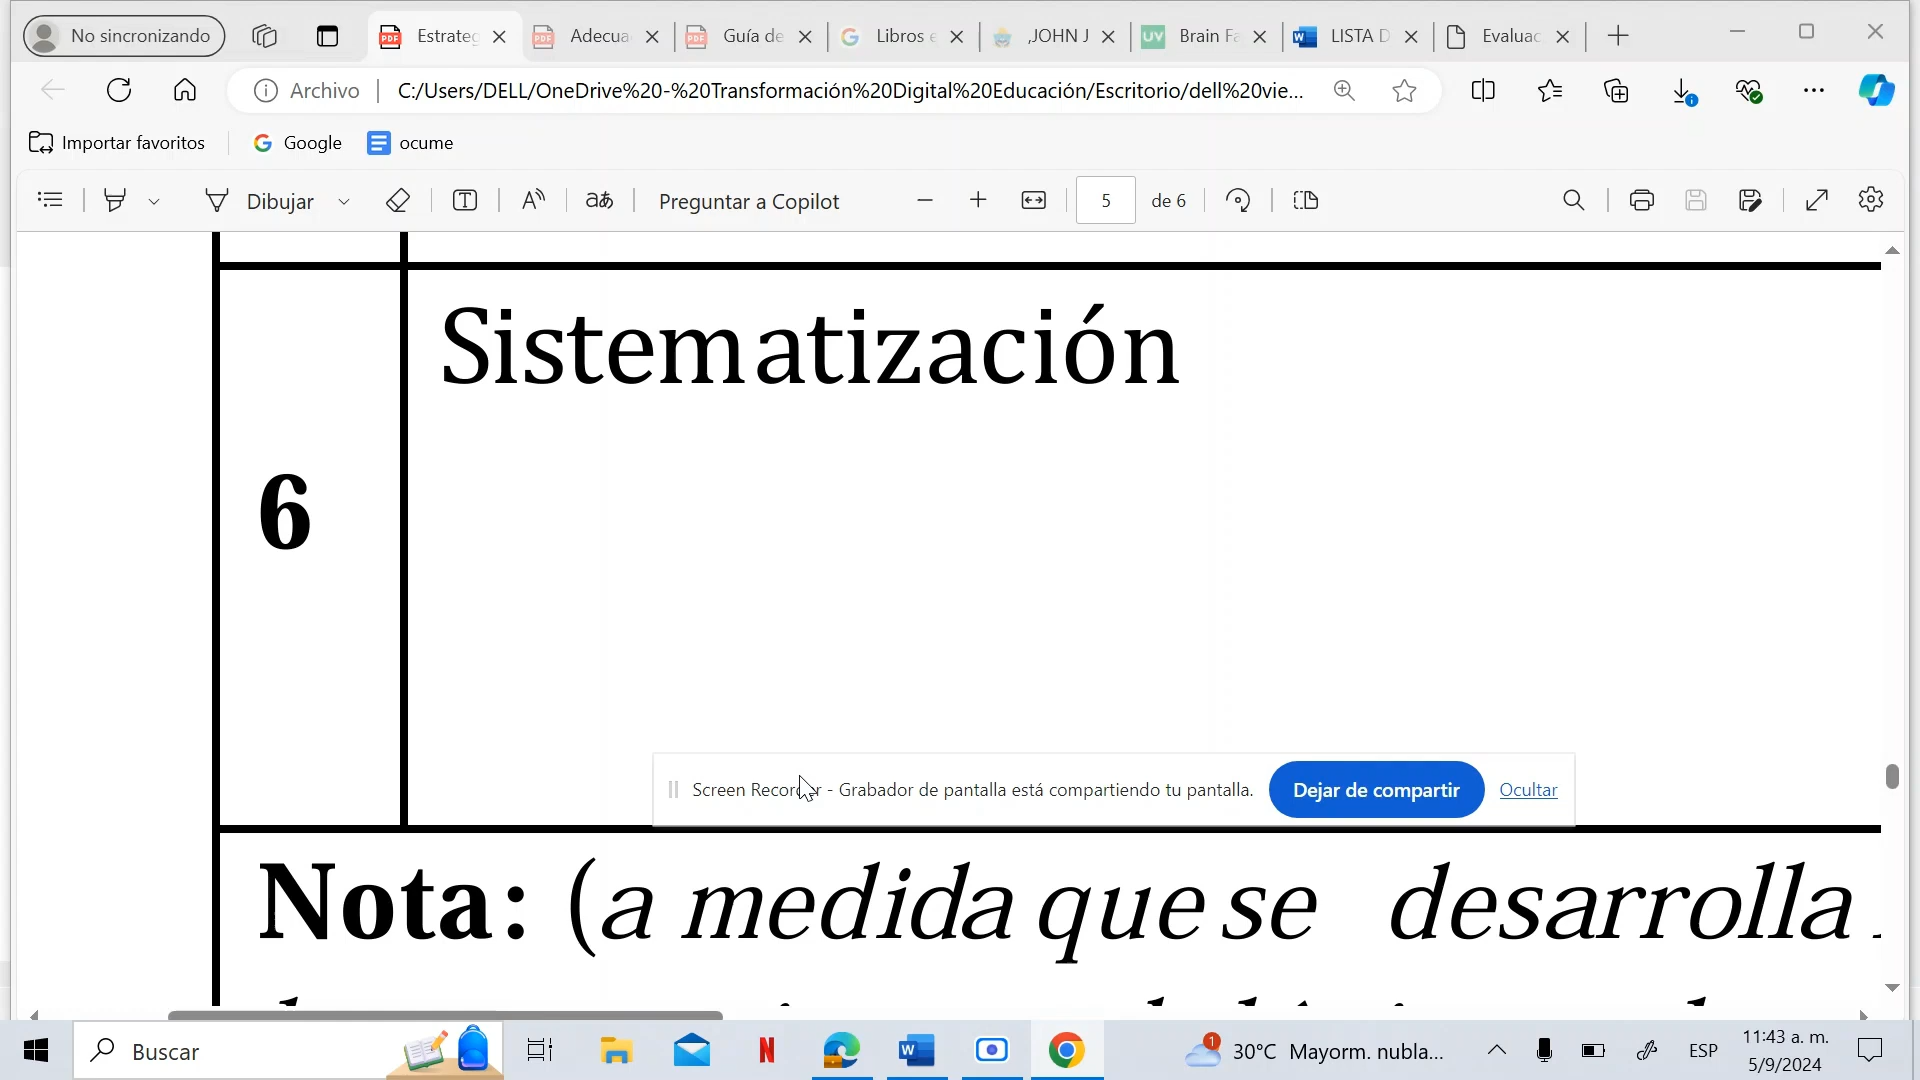 No sincronizando
Estrateg
Adecua
Guía de
Libros e
,JOHN J
Brain Fa
LISTA D
Evaluac
Archivo
C:/Users/DELL/OneDrive%20-%20Transformación%20Digital%20Educación/Escritorio/dell%20vie...
Importar favoritos
Google
ocume
Dibujar
Preguntar a Copilot
5
de 6
Sistematización
6
Screen Recorder - Grabador de pantalla está compartiendo tu pantalla.
Dejar de compartir
Ocultar
Nota: (a medida que se desarrolla
Buscar
1
30°C Mayorm. nubla...
ESP
11:43 a. m.
5/9/2024